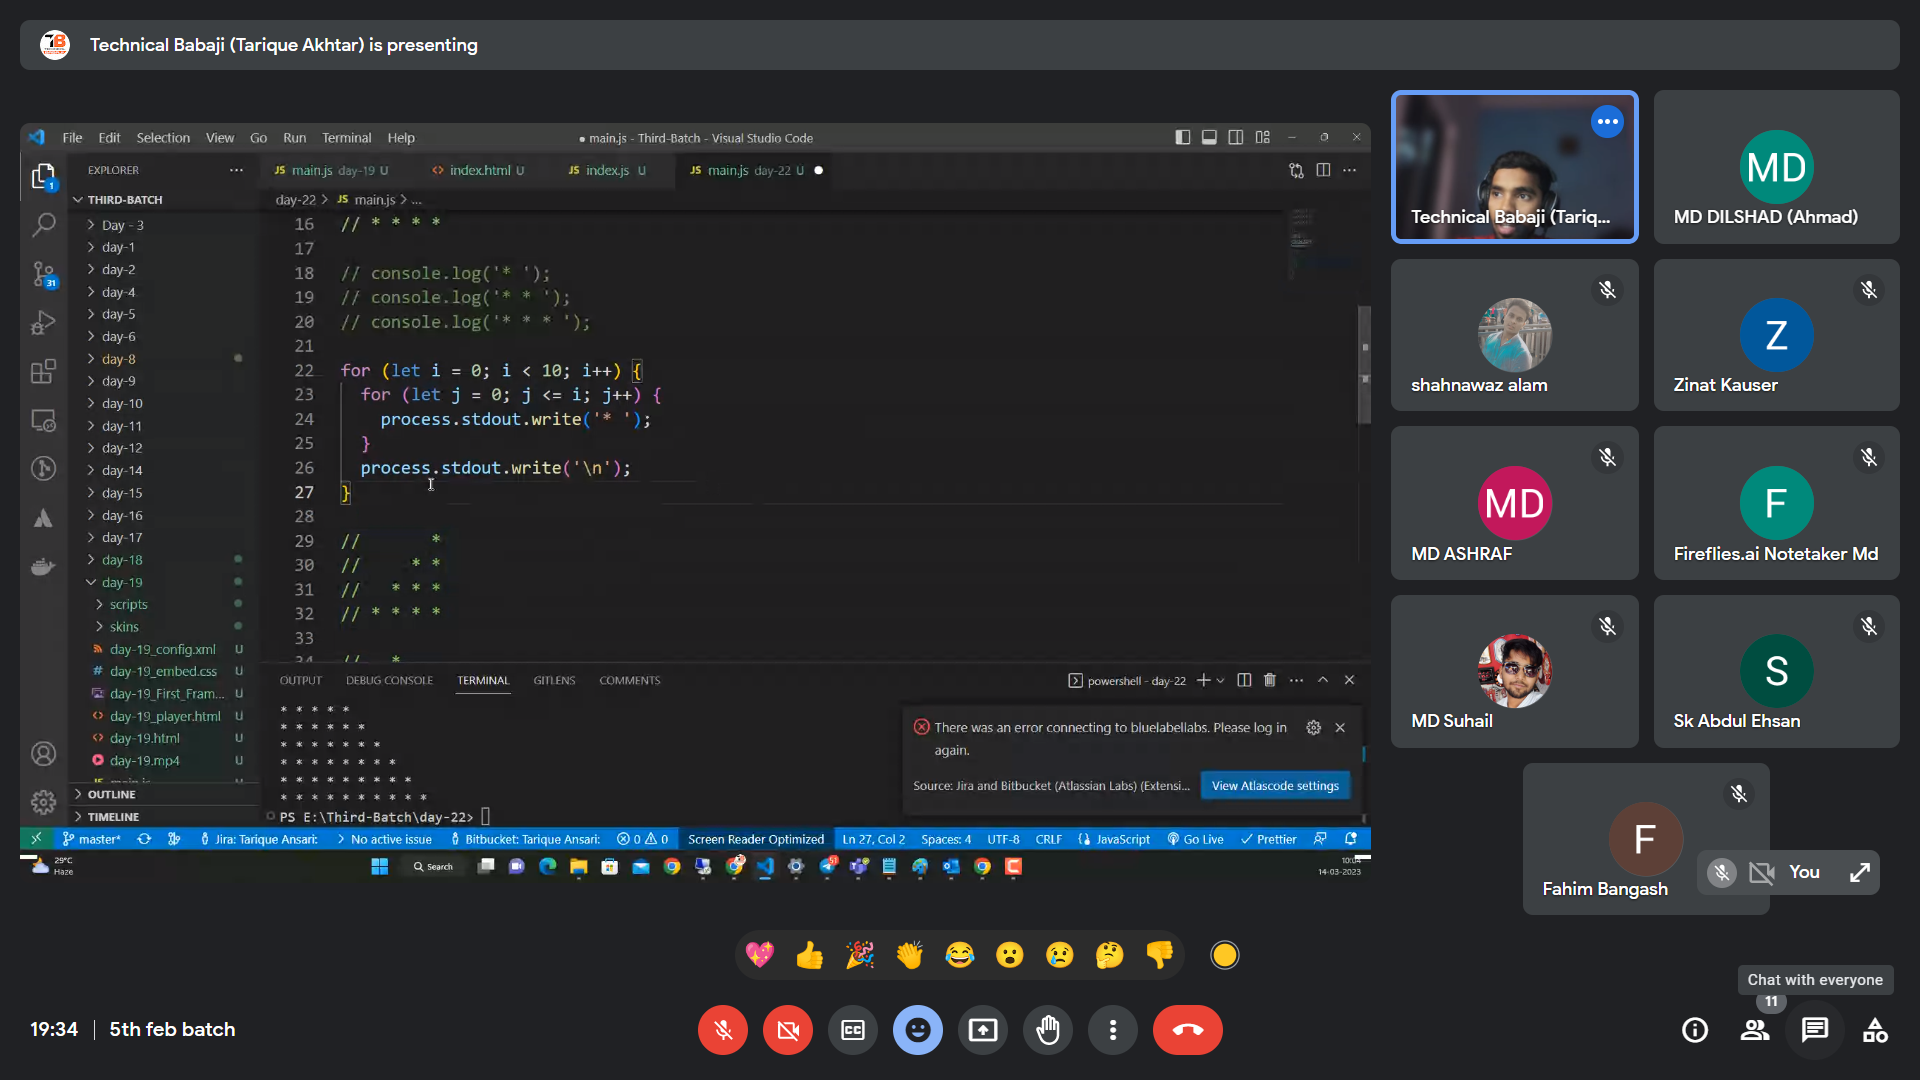 Technical Babaji (Tarique Akhtar) is presenting
File Edit Selection View Go Run Terminal Help
● main.js - Third-Batch - Visual Studio Code
EXPLORER ···
JS main.js day-19 U
<> index.html U
JS index.js U
JS main.js day-22 U ●
day-22 > JS main.js > ...
THIRD-BATCH
Day - 3
day-1
day-2
day-4
day-5
day-6
day-8
day-9
day-10
day-11
day-12
day-14
day-15
day-16
day-17
day-18
day-19
scripts
skins
day-19_config.xml U
# day-19_embed.css U
day-19_First_Fram... U
<> day-19_player.html U
<> day-19.html U
day-19.mp4 U
OUTLINE
TIMELINE
1
31
16 // * * * *
17
18 // console.log('* ');
19 // console.log('* * ');
20 // console.log('* * * ');
21
22 for (let i = 0; i < 10; i++) {
23 for (let j = 0; j <= i; j++) {
24 process.stdout.write('* ');
25 }
26 process.stdout.write('\n');
27 }
28
29 // *
30 // * *
31 // * * *
32 // * * * *
33
34 // *
OUTPUT DEBUG CONSOLE TERMINAL GITLENS COMMENTS
powershell - day-22
* * * * *
* * * * * *
* * * * * * *
* * * * * * * *
* * * * * * * * *
* * * * * * * * * *
PS E:\Third-Batch\day-22>
There was an error connecting to bluelabellabs. Please log in
again.
Source: Jira and Bitbucket (Atlassian Labs) (Extensi...
View Atlascode settings
master* Jira: Tarique Ansari: No active issue Bitbucket: Tarique Ansari: 0 0 Screen Reader Optimized Ln 27, Col 2 Spaces: 4 UTF-8 CRLF {} JavaScript Go Live Prettier
29°C
Haze
Search
14-03-2023
Technical Babaji (Tariq...
MD
MD DILSHAD (Ahmad)
shahnawaz alam
Z
Zinat Kauser
MD
MD ASHRAF
F
Fireflies.ai Notetaker Md
MD Suhail
S
Sk Abdul Ehsan
F
Fahim Bangash
You
Chat with everyone
11
19:34 | 5th feb batch
CC